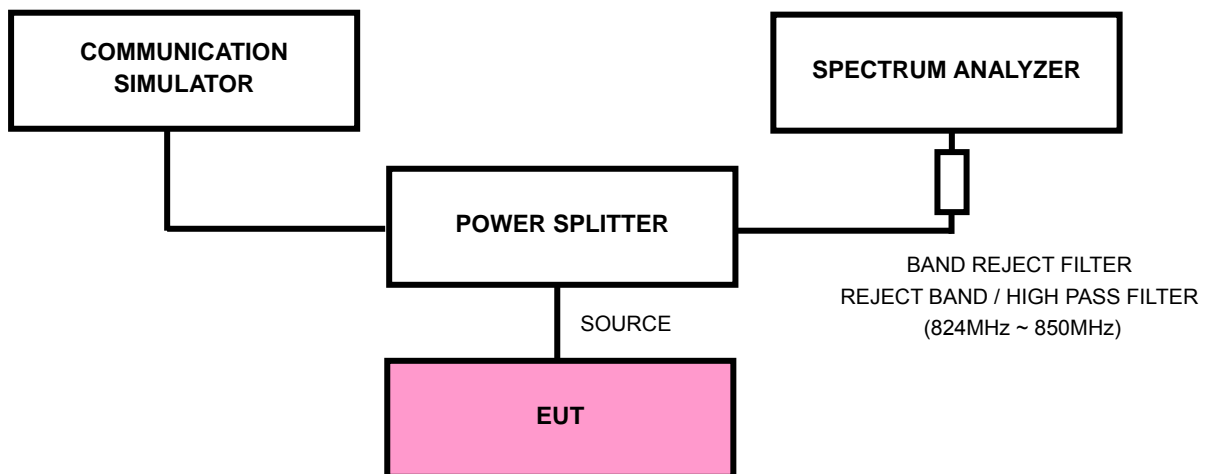 COMMUNICATION
SIMULATOR
SPECTRUM ANALYZER
POWER SPLITTER
BAND REJECT FILTER
REJECT BAND / HIGH PASS FILTER
(824MHz ~ 850MHz)
SOURCE
EUT